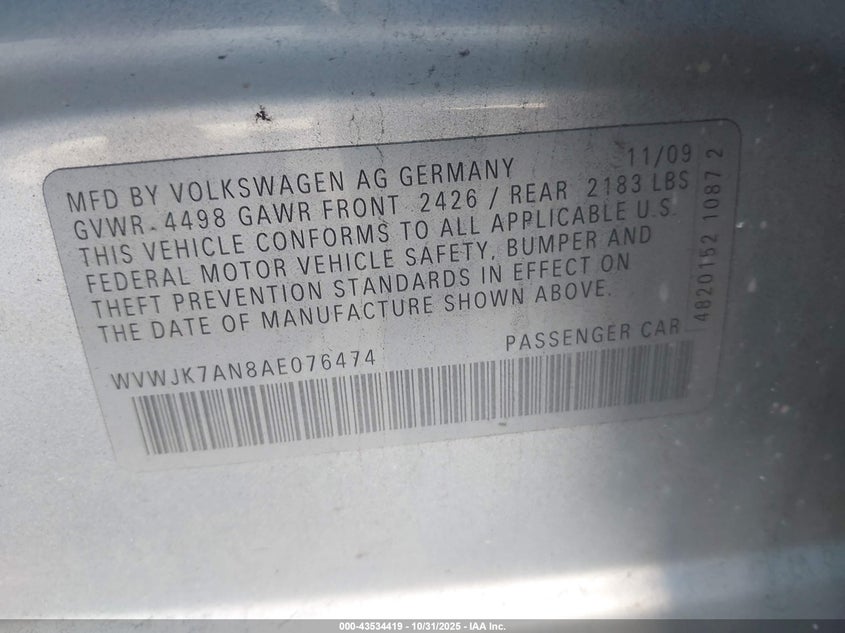 MFD BY VOLKSWAGEN AG GERMANY 11/09
GVWR 4498 GAWR FRONT 2426 / REAR 2183 LBS
THIS VEHICLE CONFORMS TO ALL APPLICABLE U.S.
FEDERAL MOTOR VEHICLE SAFETY, BUMPER AND
THEFT PREVENTION STANDARDS IN EFFECT ON
THE DATE OF MANUFACTURE SHOWN ABOVE.
WVWJK7AN8AE076474 PASSENGER CAR
4820152 1087 2
000-43534419 - 10/31/2025 - IAA Inc.